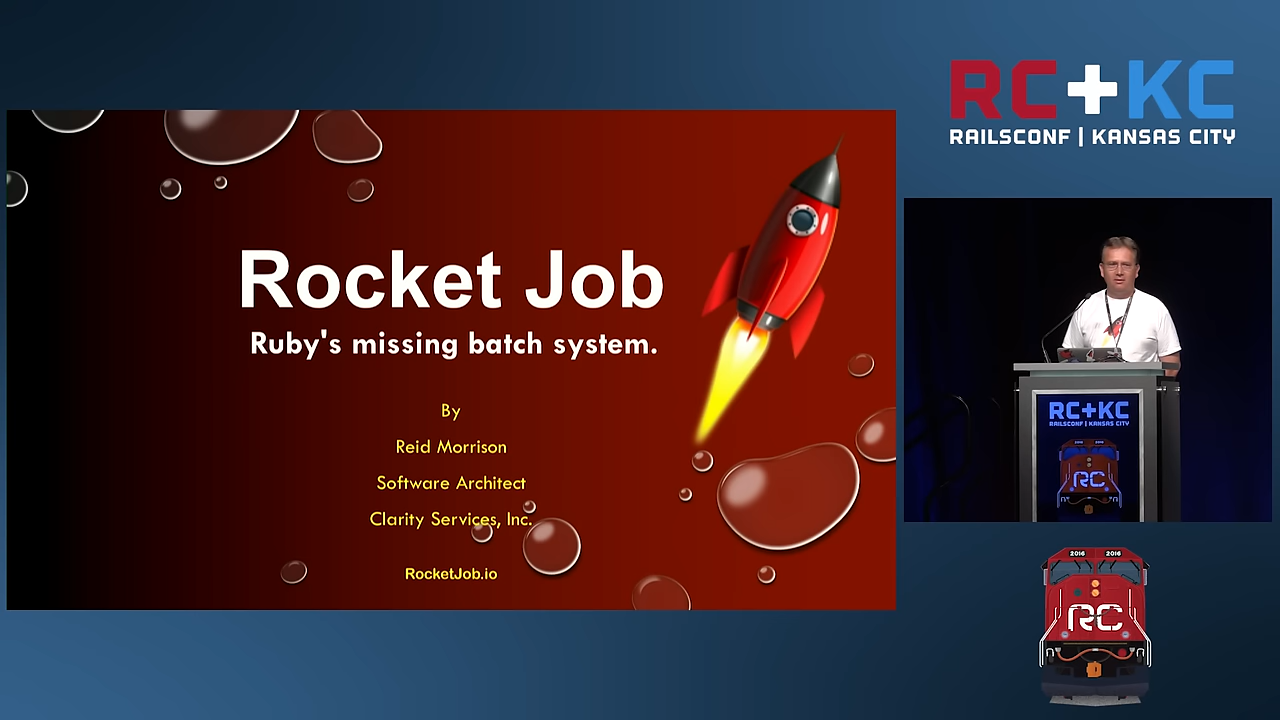 RC+KC
RAILSCONF | KANSAS CITY
Rocket Job
Ruby's missing batch system.
By
Reid Morrison
Software Architect
Clarity Services, Inc.
RocketJob.io
RC+KC
RAILSCONF | KANSAS CITY
RC
2016 2016
RC